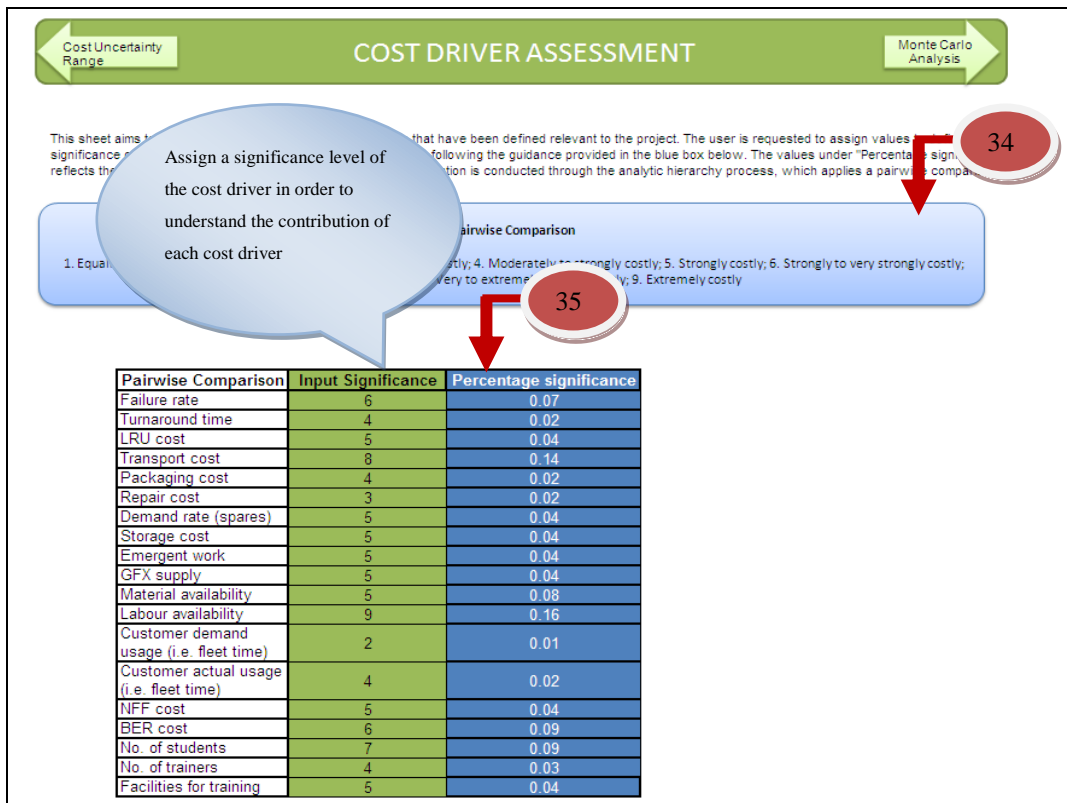 Cost Uncertainty
Range
COST DRIVER ASSESSMENT
Monte Carlo
Analysis
This sheet aims to that have been defined relevant to the project. The user is requested to assign values
significance following the guidance provided in the blue box below. The values under "Percentage
reflects the is conducted through the analytic hierarchy process, which applies a pairwise
Assign a significance level of
the cost driver in order to
understand the contribution of
each cost driver
34
Pairwise Comparison
1. 4. Moderately to strongly costly; 5. Strongly costly; 6. Strongly to very strongly costly;
to 9. Extremely costly
35
Pairwise Comparison Input Significance Percentage significance
Failure rate 6 0.07
Turnaround time 4 0.02
LRU cost 5 0.04
Transport cost 8 0.14
Packaging cost 4 0.02
Repair cost 3 0.02
Demand rate (spares) 5 0.04
Storage cost 5 0.04
Emergent work 5 0.04
GFX supply 5 0.04
Material availability 5 0.08
Labour availability 9 0.16
Customer demand
usage (i.e. fleet time) 2 0.01
Customer actual usage
(i.e. fleet time) 4 0.02
NFF cost 5 0.04
BER cost 6 0.09
No. of students 7 0.09
No. of trainers 4 0.03
Facilities for training 5 0.04